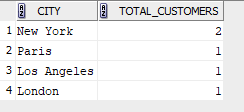 CITY TOTAL_CUSTOMERS
1 New York 2
2 Paris 1
3 Los Angeles 1
4 London 1